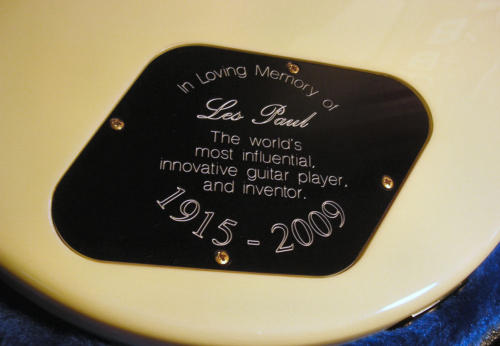 In Loving Memory of
Les Paul
The world's
most influential,
innovative guitar player,
and inventor.
1915 - 2009